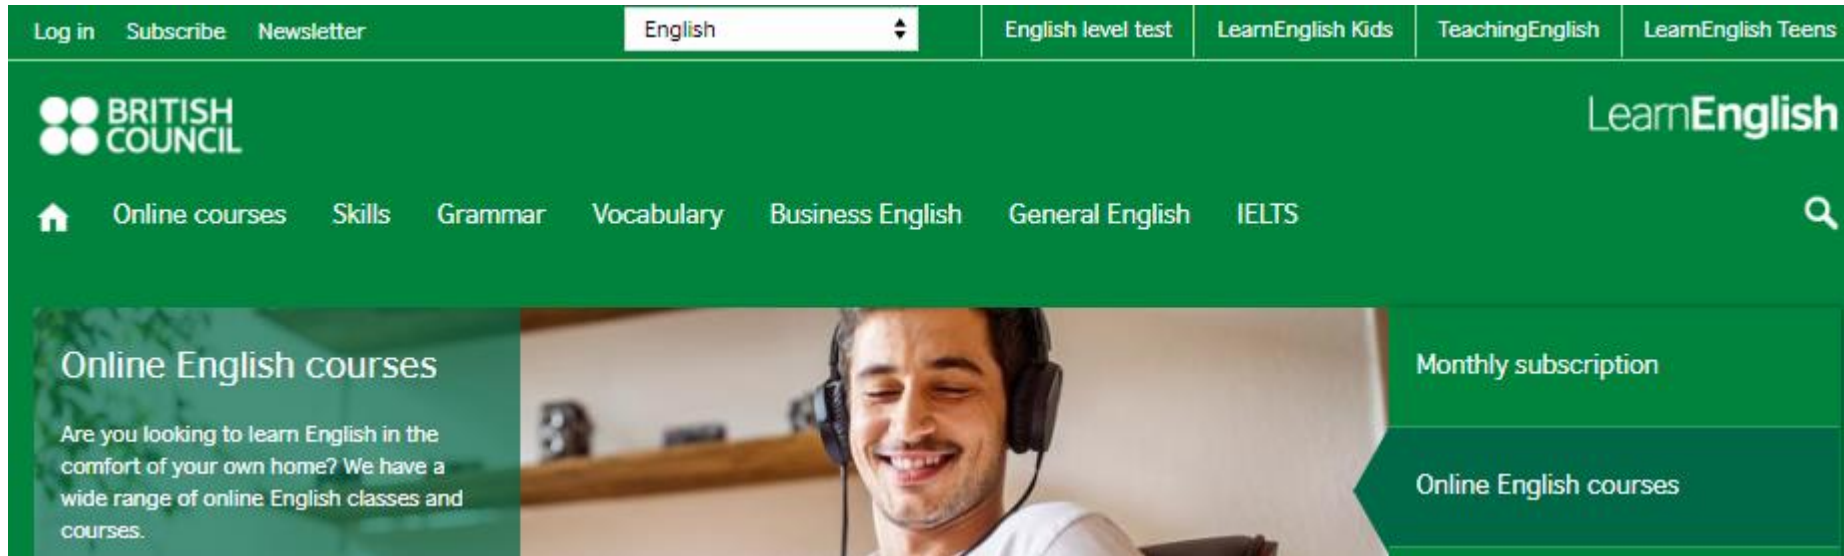 Log in Subscribe Newsletter English English level test LearnEnglish Kids TeachingEnglish LearnEnglish Teens
BRITISH
COUNCIL
LearnEnglish
Online courses Skills Grammar Vocabulary Business English General English IELTS
Online English courses
Are you looking to learn English in the
comfort of your own home? We have a
wide range of online English classes and
courses.
Monthly subscription
Online English courses